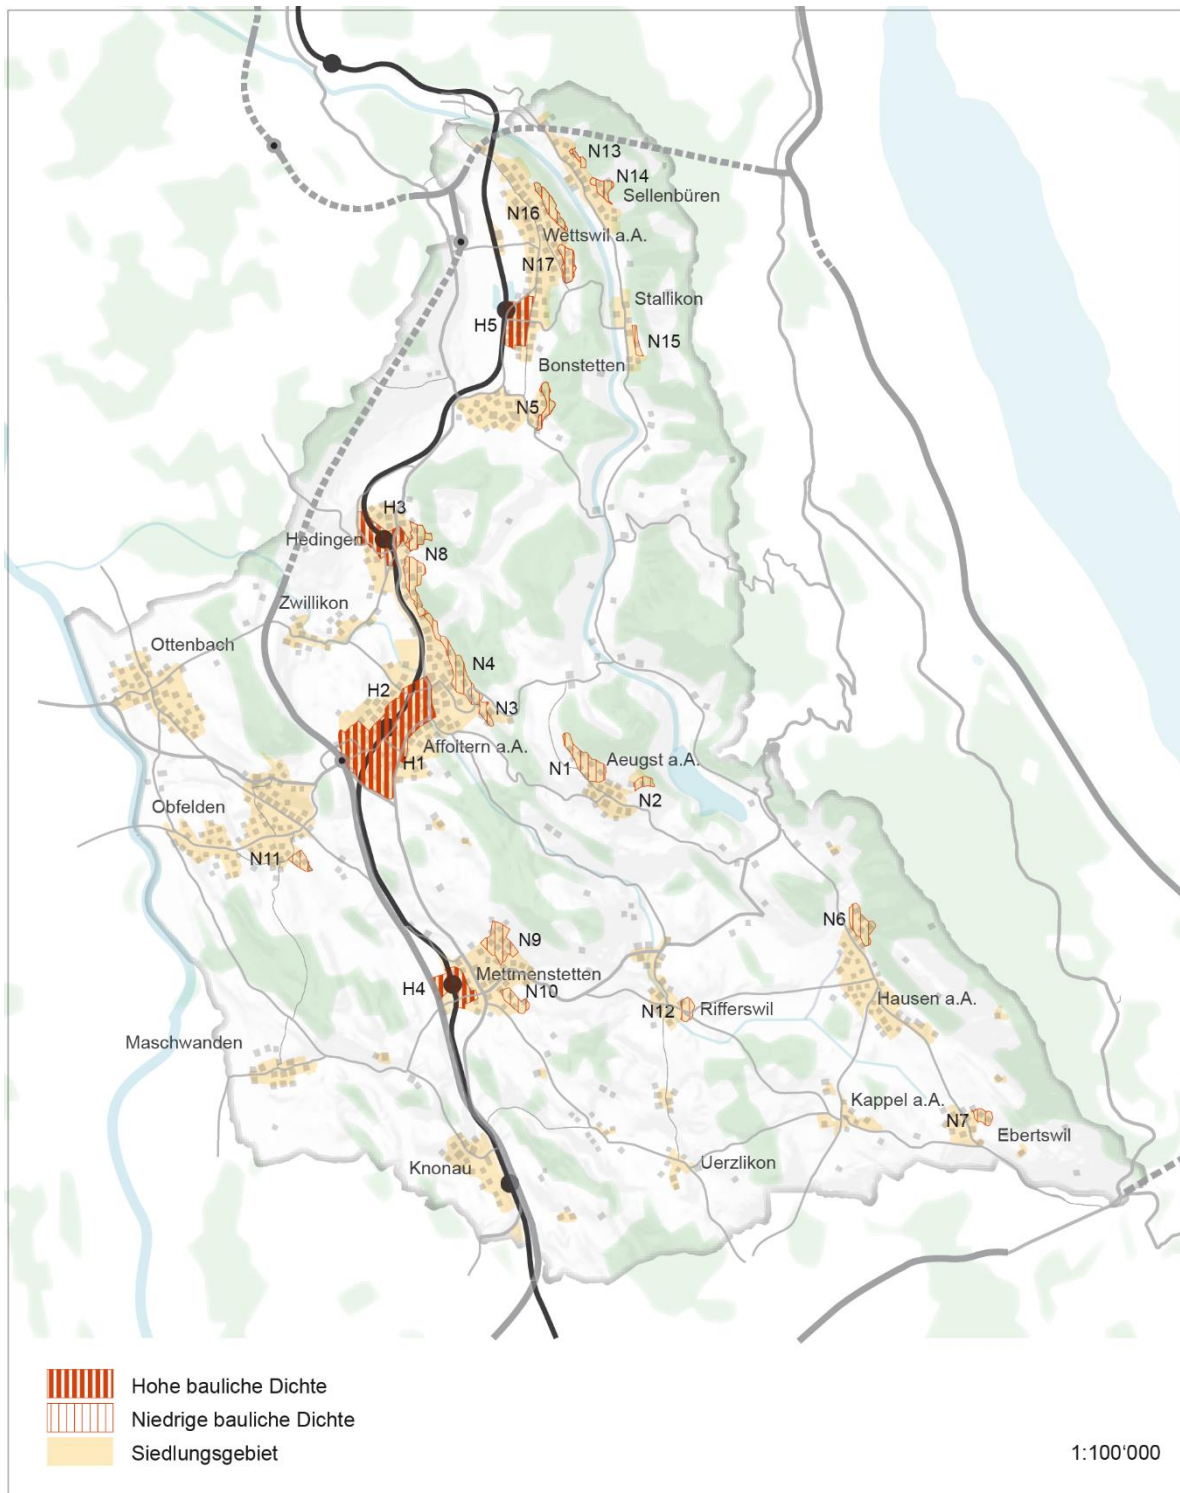 N13
N14
Sellenbüren
N16
Wettswil a.A.
N17
Stallikon
H5
N15
Bonstetten
N5
H3
Hedingen
N8
Zwillikon
Ottenbach
N4
H2
N3
Affoltern a.A.
H1
N1
Aeugst a.A.
N2
Obfelden
N11
N6
N9
Mettmenstetten
H4
N10
Hausen a.A.
N12
Rifferswil
Maschwanden
Kappel a.A.
N7
Ebertswil
Knonau
Uerzlikon
Hohe bauliche Dichte
Niedrige bauliche Dichte
Siedlungsgebiet
1:100'000